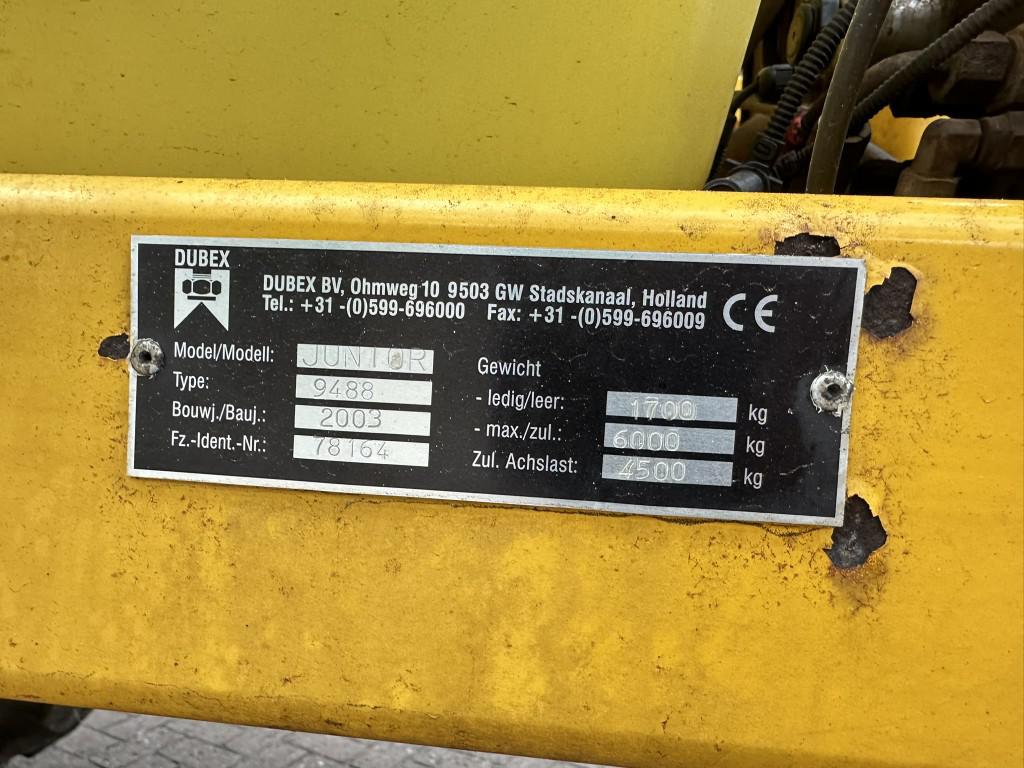 DUBEX
DUBEX BV, Ohmweg 10 9503 GW Stadskanaal, Holland
Tel.: +31 -(0)599-696000 Fax: +31 -(0)599-696009
CE
Model/Modell: JUNIOR
Type: 9488
Bouwj./Bauj.: 2003
Fz.-Ident.-Nr.: 78164
Gewicht
- ledig/leer: 1700 kg
- max./zul.: 6000 kg
Zul. Achslast: 4500 kg